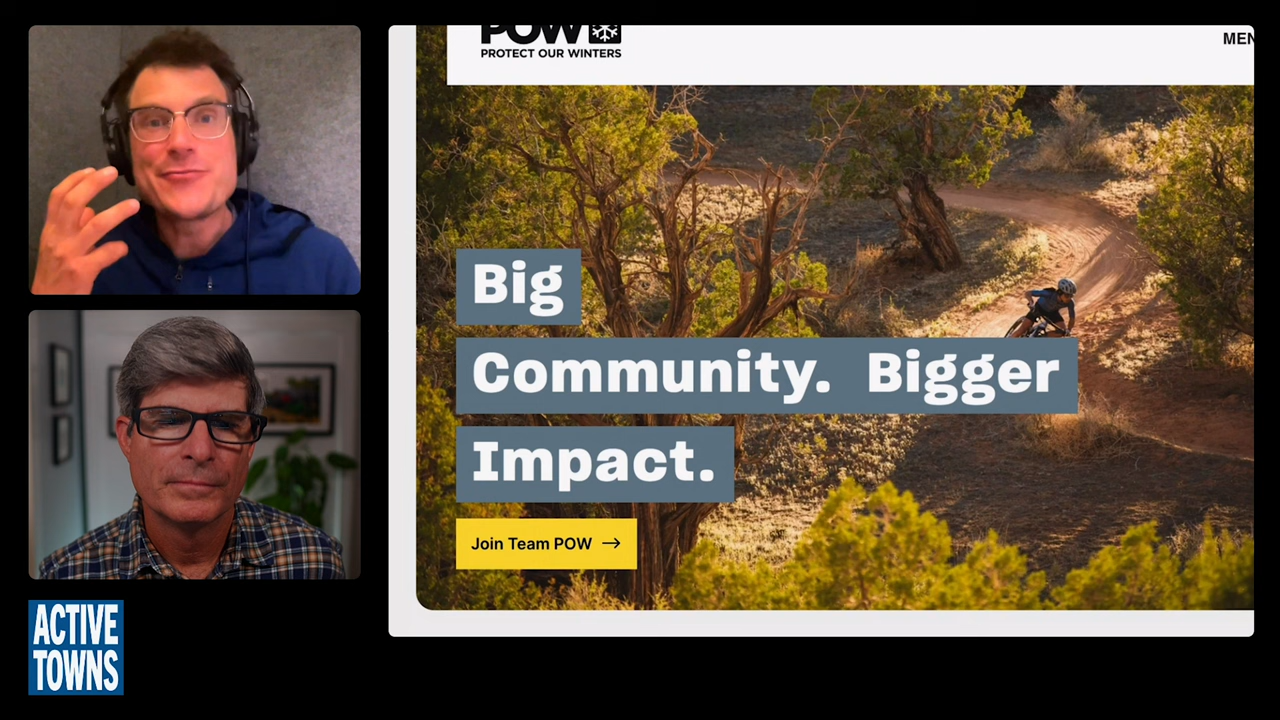 POW
PROTECT OUR WINTERS
MEN
Big
Community. Bigger
Impact.
Join Team POW →
ACTIVE
TOWNS